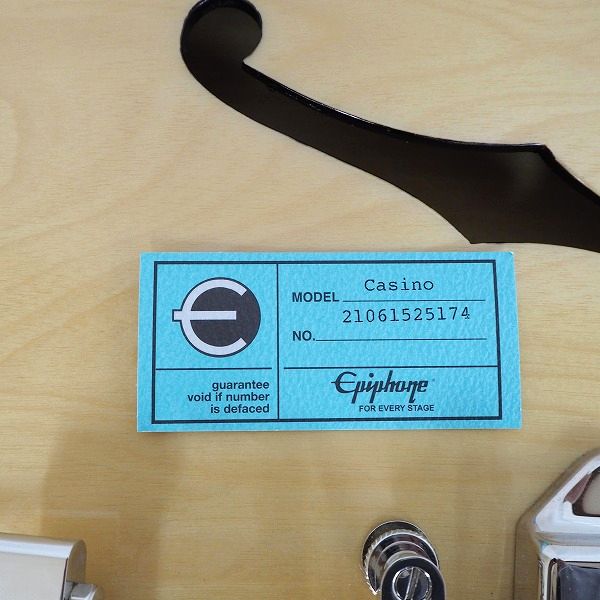 guarantee
void if number
is defaced
MODEL Casino
21061525174
NO.
Epiphone®
FOR EVERY STAGE